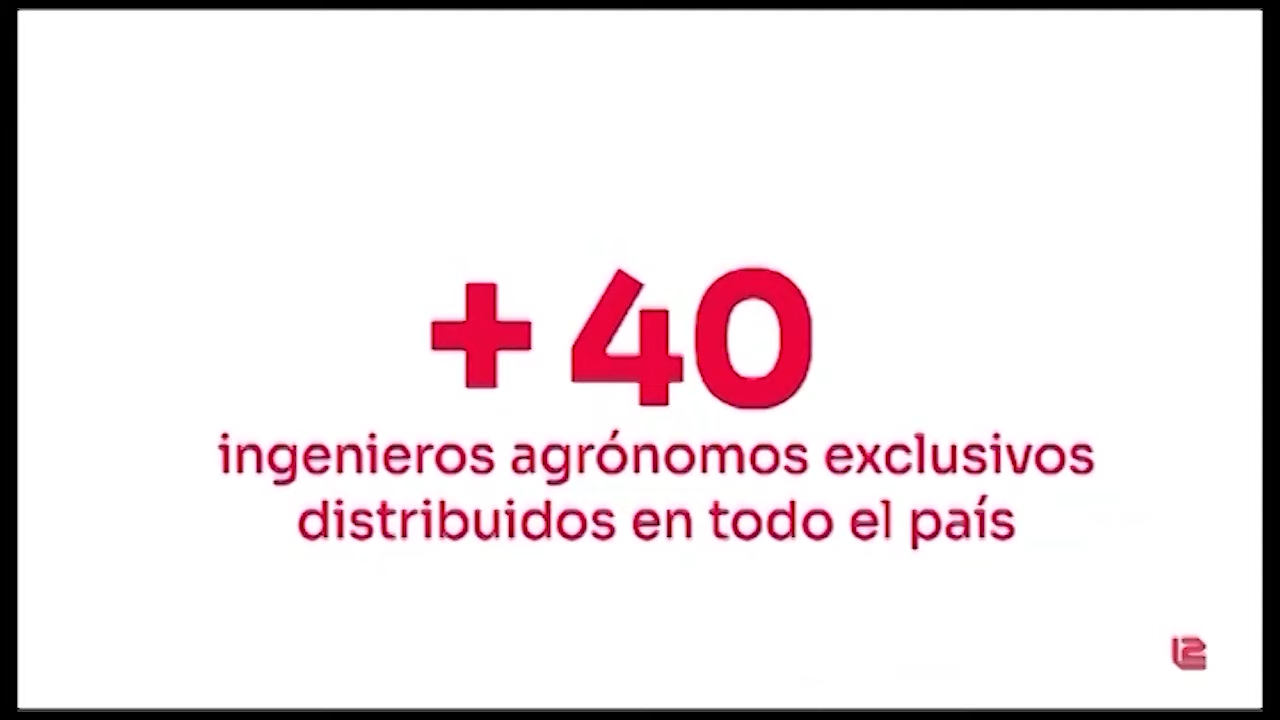 + 40
ingenieros agrónomos exclusivos
distribuidos en todo el país